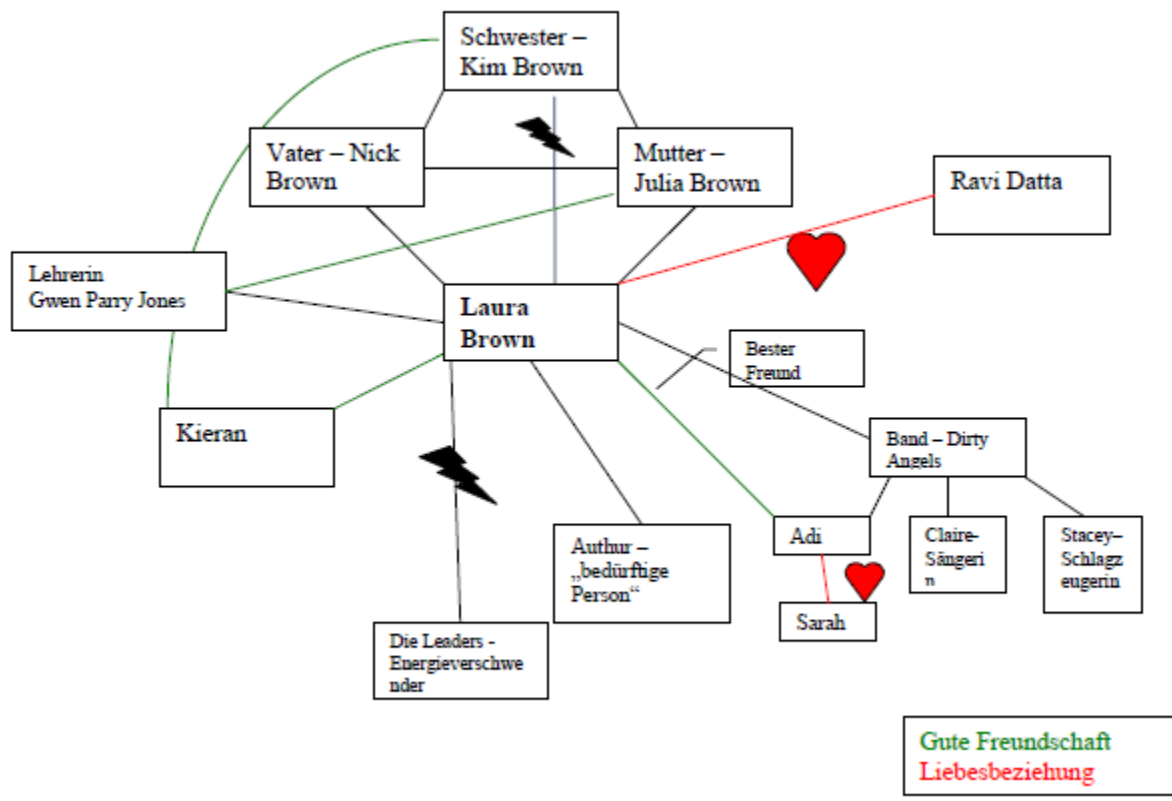 Schwester –
Kim Brown
Vater – Nick
Brown
Mutter –
Julia Brown
Ravi Datta
Lehrerin
Gwen Parry Jones
Laura
Brown
Bester
Freund
Kieran
Band – Dirty
Angels
Adi
Claire-
Sängeri
n
Stacey–
Schlagz
eugerin
Authur –
„bedürftige
Person“
Sarah
Die Leaders -
Energieverschwe
nder
Gute Freundschaft
Liebesbeziehung